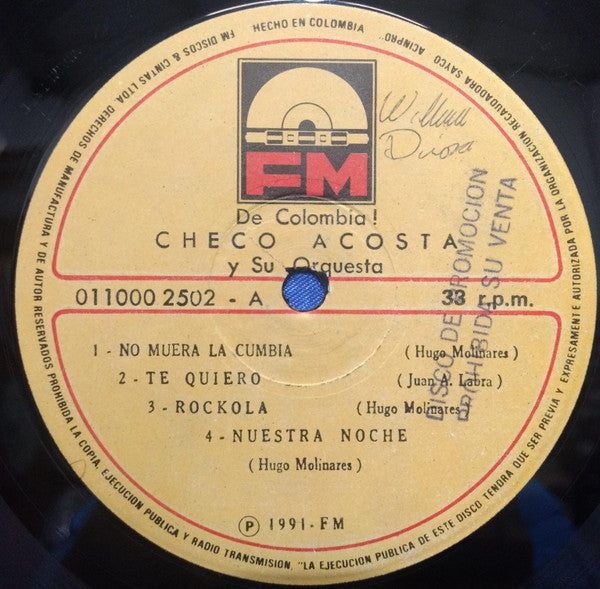 HECHO EN COLOMBIA
FM DISCOS & CINTAS LTDA. DERECHOS DE MANUFACTURA Y DE AUTOR RESERVADOS PROHIBIDA LA COPIA, EJECUCION PUBLICA Y RADIO TRANSMISION, "LA EJECUCION PUBLICA DE ESTE DISCO TENDRA QUE SER PREVIA Y EXPRESAMENTE AUTORIZADA POR LA ORGANIZACION RECAUDADORA SAYCO ACINPRO".
FM
De Colombia!
CHECO ACOSTA
y Su Orquesta
011000 2502 - A 33 r.p.m.
1 - NO MUERA LA CUMBIA (Hugo Molinares)
2 - TE QUIERO (Juan A. Labra)
3 - ROCKOLA (Hugo Molinares)
4 - NUESTRA NOCHE
(Hugo Molinares)
Ⓟ 1991 - FM
DISCO DE PROMOCION
PROHIBIDA SU VENTA